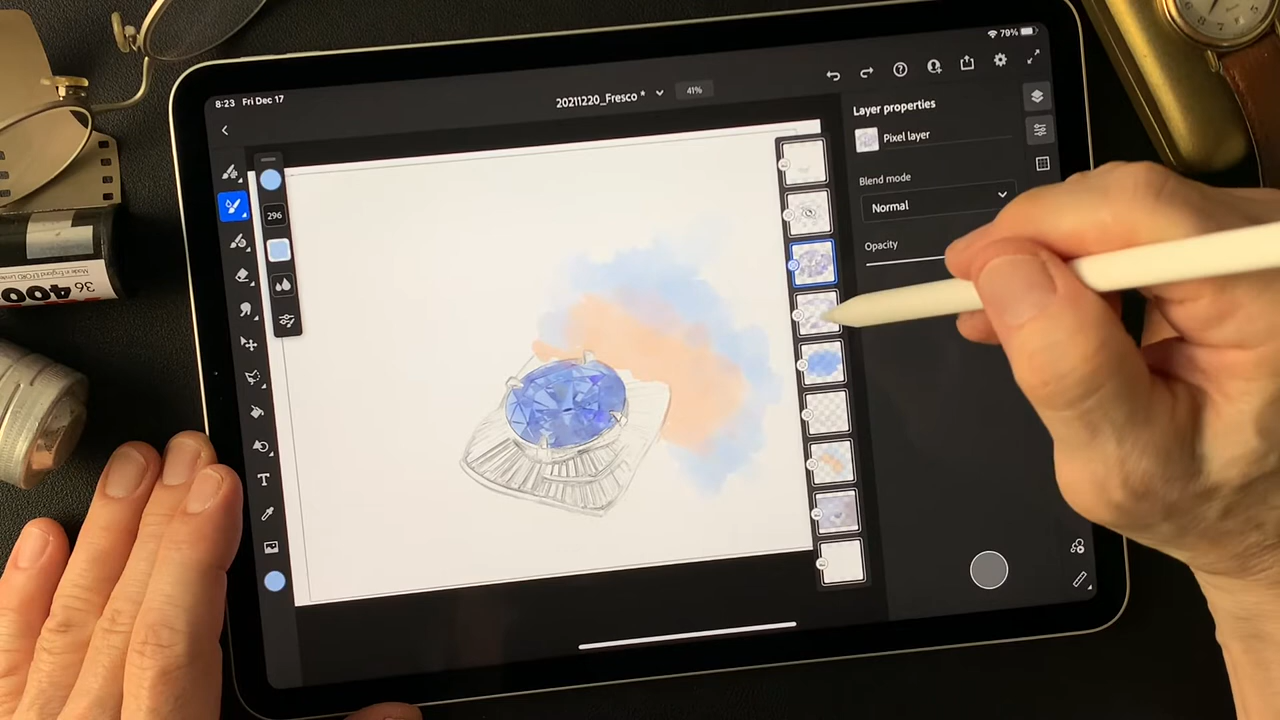 8:23 Fri Dec 17
79%
20211220_Fresco *
41%
Layer properties
Pixel layer
Blend mode
Normal
Opacity
296
T
36
400
Made in England ILFORD